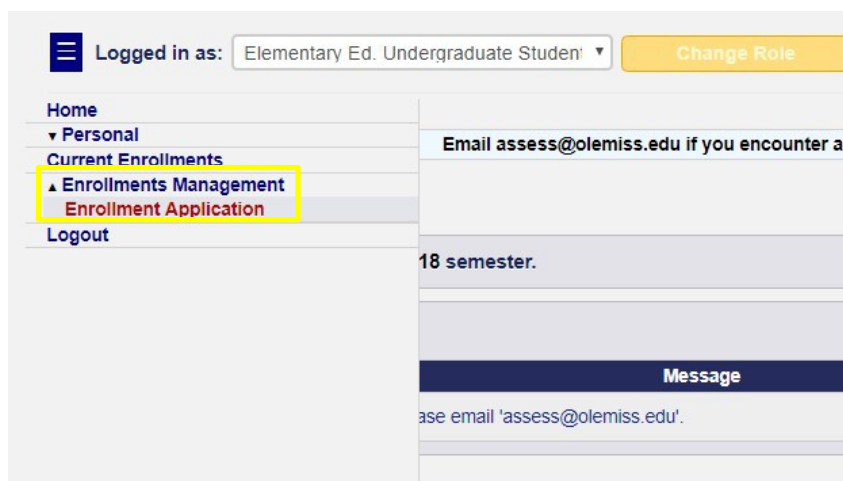 Logged in as: Elementary Ed. Undergraduate Student Change Role
Home
Personal
Email assess@olemiss.edu if you encounter a
Current Enrollments
Enrollments Management
Enrollment Application
Logout
18 semester.
Message
ase email 'assess@olemiss.edu'.